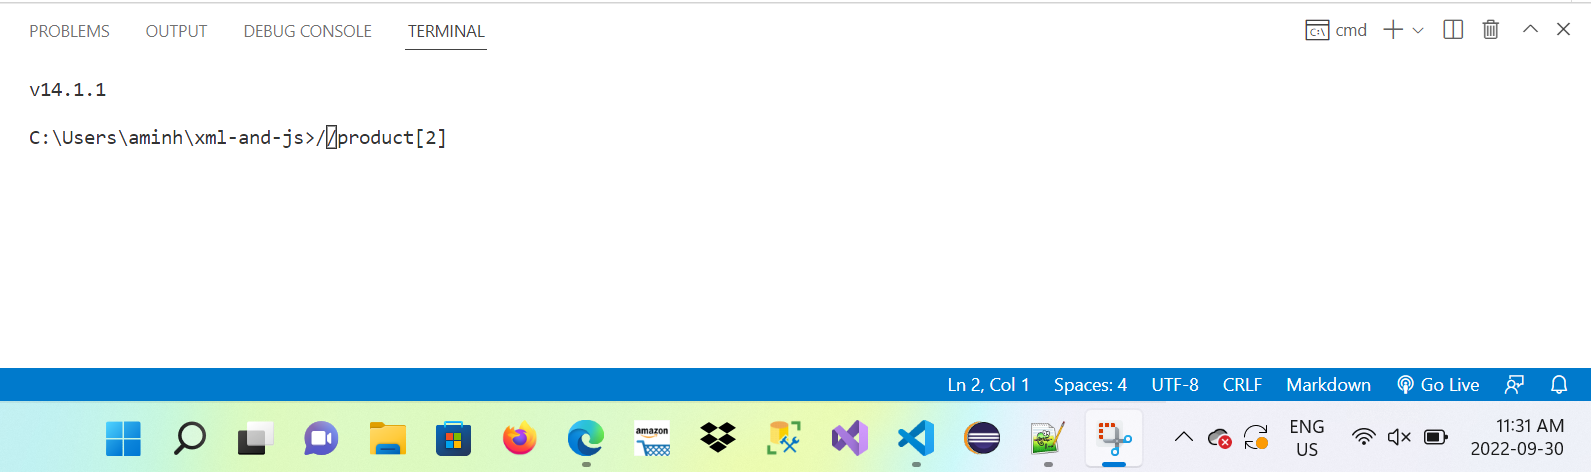 PROBLEMS OUTPUT DEBUG CONSOLE TERMINAL cmd
v14.1.1
C:\Users\aminh\xml-and-js>//product[2]
Ln 2, Col 1 Spaces: 4 UTF-8 CRLF Markdown Go Live
amazon
ENG
US
11:31 AM
2022-09-30